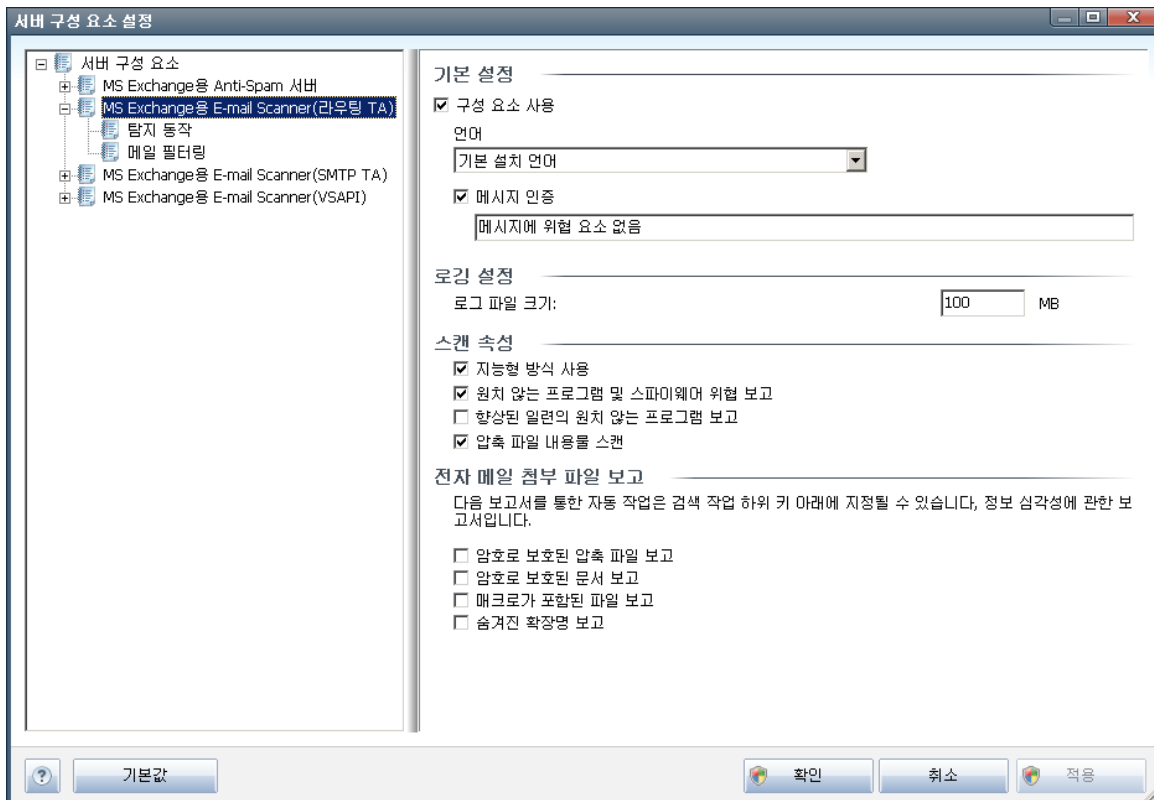 서버 구성 요소 설정
서버 구성 요소
MS Exchange용 Anti-Spam 서버
MS Exchange용 E-mail Scanner(라우팅 TA)
탐지 동작
메일 필터링
MS Exchange용 E-mail Scanner(SMTP TA)
MS Exchange용 E-mail Scanner(VSAPI)
기본 설정
구성 요소 사용
언어
기본 설치 언어
메시지 인증
메시지에 위협 요소 없음
로깅 설정
로그 파일 크기: 100 MB
스캔 속성
지능형 방식 사용
원치 않는 프로그램 및 스파이웨어 위협 보고
향상된 일련의 원치 않는 프로그램 보고
압축 파일 내용물 스캔
전자 메일 첨부 파일 보고
다음 보고서를 통한 자동 작업은 검색 작업 하위 키 아래에 지정될 수 있습니다, 정보 심각성에 관한 보
고서입니다.
암호로 보호된 압축 파일 보고
암호로 보호된 문서 보고
매크로가 포함된 파일 보고
숨겨진 확장명 보고
? 기본값 확인 취소 적용